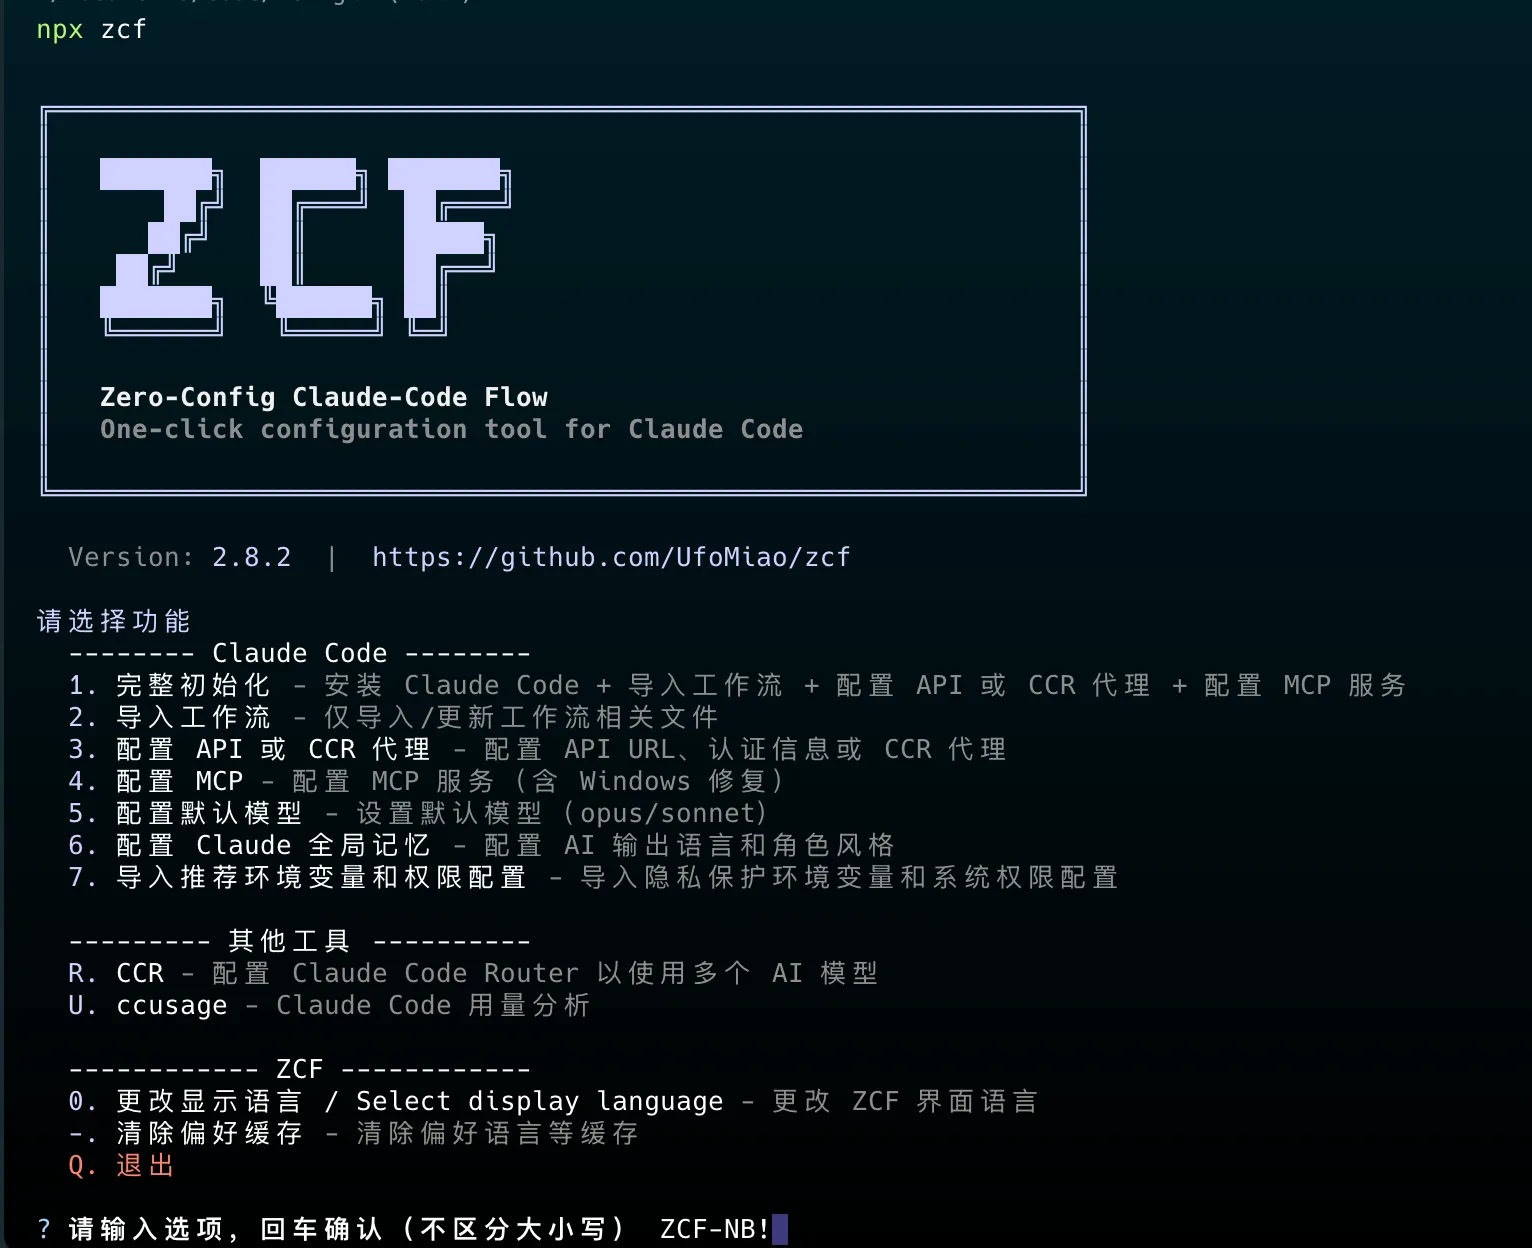 npx zcf
ZCF
Zero-Config Claude-Code Flow
One-click configuration tool for Claude Code
Version: 2.8.2 | https://github.com/UfoMiao/zcf
请选择功能
-------- Claude Code --------
1. 完整初始化 - 安装 Claude Code + 导入工作流 + 配置 API 或 CCR 代理 + 配置 MCP 服务
2. 导入工作流 - 仅导入/更新工作流相关文件
3. 配置 API 或 CCR 代理 - 配置 API URL、认证信息或 CCR 代理
4. 配置 MCP - 配置 MCP 服务（含 Windows 修复）
5. 配置默认模型 - 设置默认模型（opus/sonnet）
6. 配置 Claude 全局记忆 - 配置 AI 输出语言和角色风格
7. 导入推荐环境变量和权限配置 - 导入隐私保护环境变量和系统权限配置
--------- 其他工具 ----------
R. CCR - 配置 Claude Code Router 以使用多个 AI 模型
U. ccusage - Claude Code 用量分析
------------ ZCF ------------
0. 更改显示语言 / Select display language - 更改 ZCF 界面语言
-. 清除偏好缓存 - 清除偏好语言等缓存
Q. 退出
? 请输入选项，回车确认（不区分大小写） ZCF-NB!